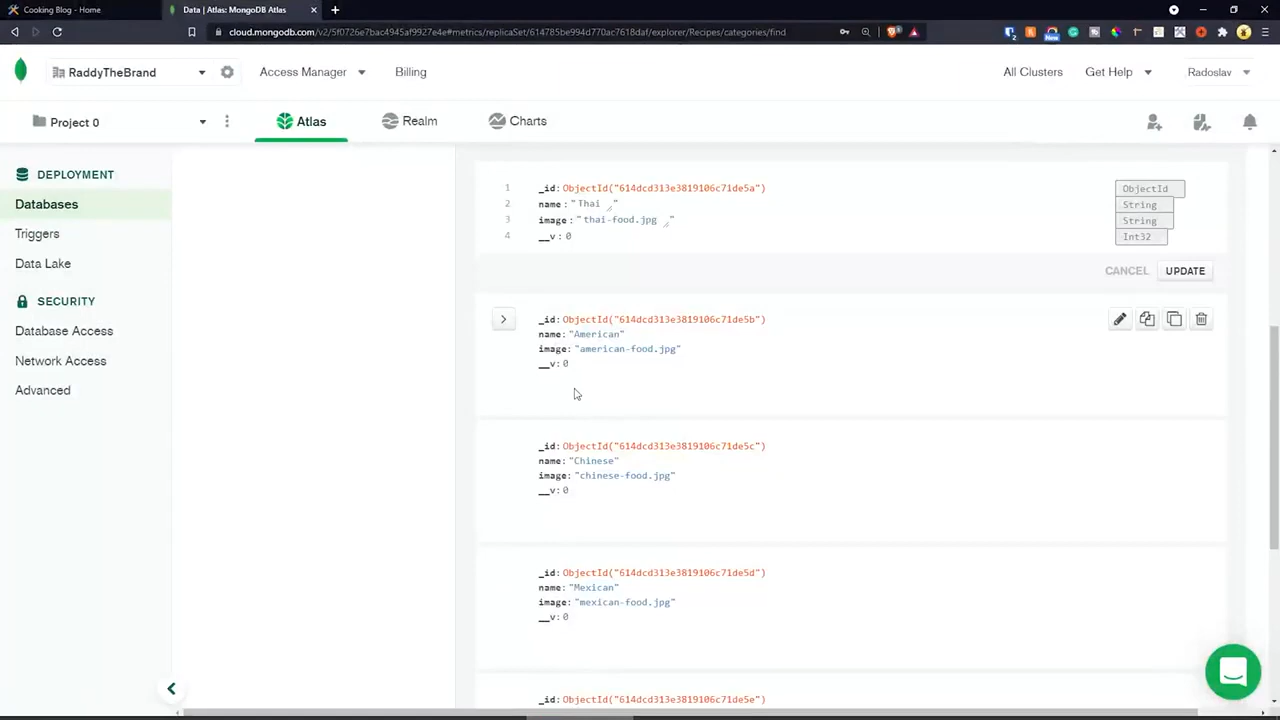 Cooking Blog - Home
Data | Atlas: MongoDB Atlas
cloud.mongodb.com/v2/5f0726e7bac4945af9927e4e#metrics/replicaSet/614785be994d770ac7618daf/explorer/Recipes/categories/find
RaddyTheBrand
Access Manager
Billing
All Clusters
Get Help
Radoslav
Project 0
Atlas
Realm
Charts
DEPLOYMENT
Databases
Triggers
Data Lake
SECURITY
Database Access
Network Access
Advanced
1 _id: ObjectId("614dcd313e3819106c71de5a") ObjectId
2 name: "Thai " String
3 image: "thai-food.jpg " String
4 __v: 0 Int32
CANCEL UPDATE
_id: ObjectId("614dcd313e3819106c71de5b")
name: "American"
image: "american-food.jpg"
__v: 0
_id: ObjectId("614dcd313e3819106c71de5c")
name: "Chinese"
image: "chinese-food.jpg"
__v: 0
_id: ObjectId("614dcd313e3819106c71de5d")
name: "Mexican"
image: "mexican-food.jpg"
__v: 0
_id: ObjectId("614dcd313e3819106c71de5e")